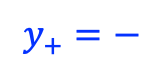 y₊ = −